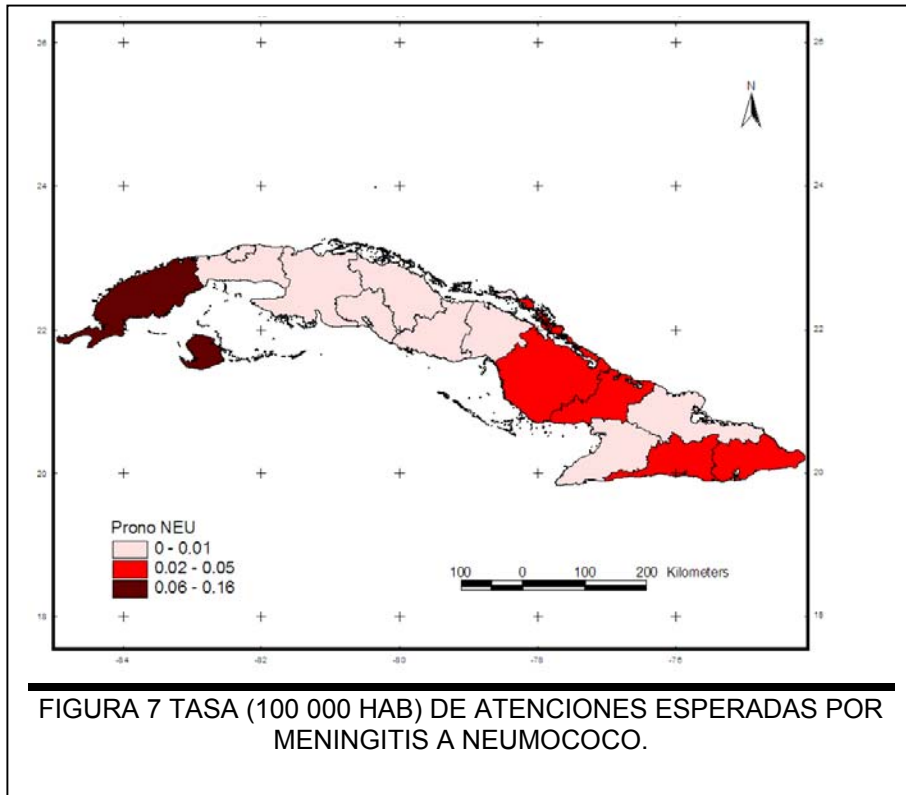 26
26
N
24
24
22
22
20
20
Prono NEU
0 - 0.01
0.02 - 0.05
0.06 - 0.16
100 0 100 200 Kilometers
18
18
-84 -82 -80 -78 -76
FIGURA 7 TASA (100 000 HAB) DE ATENCIONES ESPERADAS POR
MENINGITIS A NEUMOCOCO.